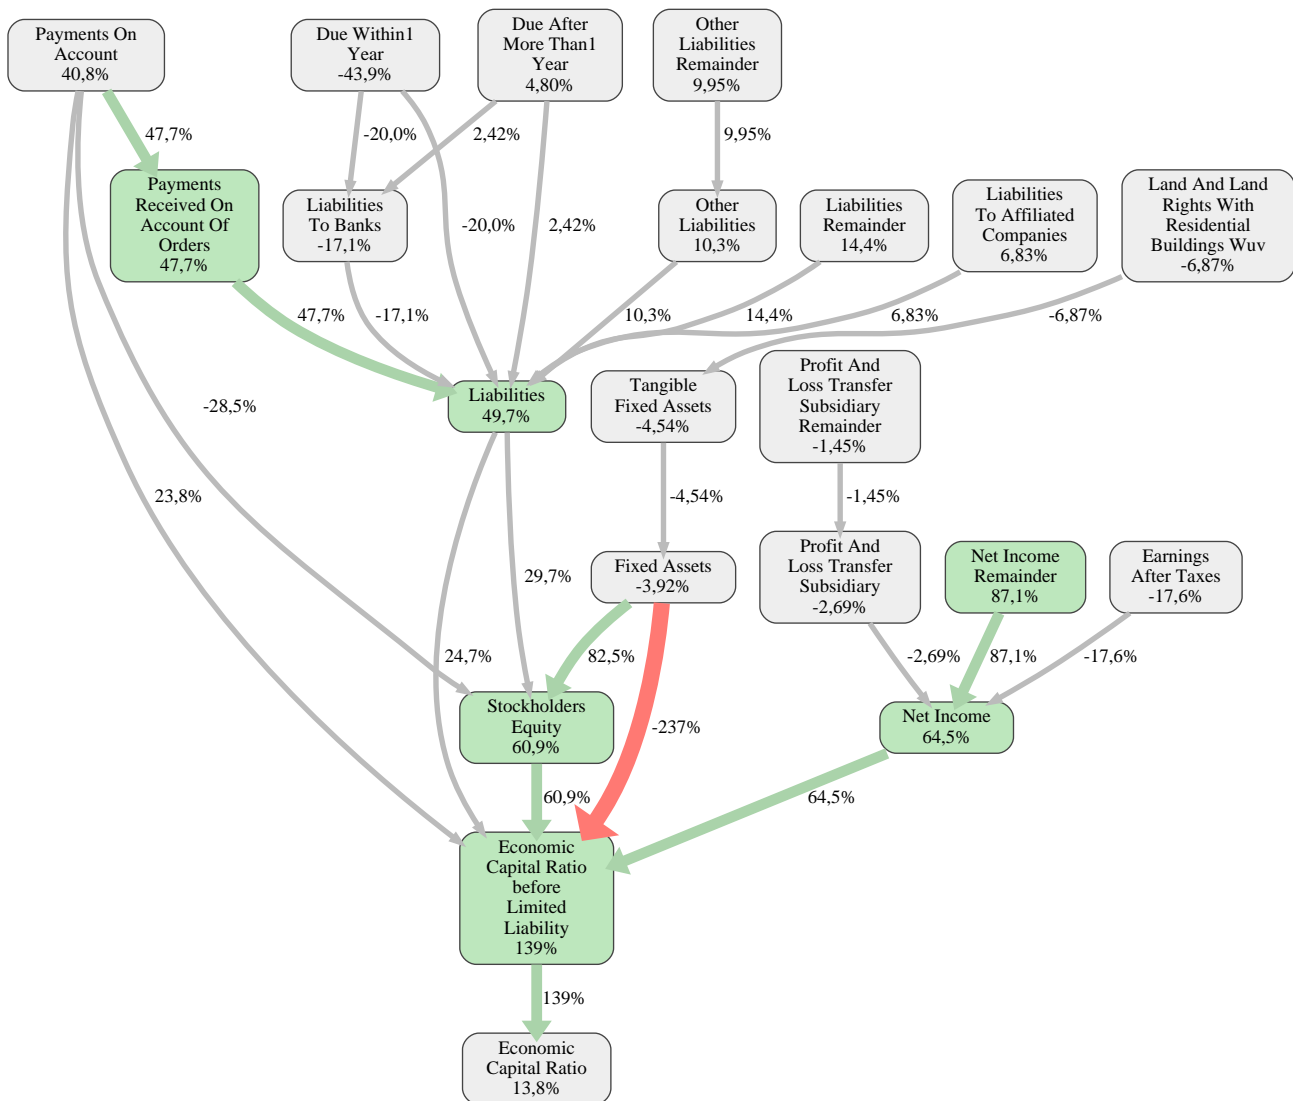 Payments On
Account
40,8%
Due Within1
Year
-43,9%
Due After
More Than1
Year
4,80%
Other
Liabilities
Remainder
9,95%
47,7%
-20,0%
2,42%
9,95%
Payments
Received On
Account Of
Orders
47,7%
Liabilities
To Banks
-17,1%
-20,0%
2,42%
Other
Liabilities
10,3%
Liabilities
Remainder
14,4%
Liabilities
To Affiliated
Companies
6,83%
Land And Land
Rights With
Residential
Buildings Wuv
-6,87%
47,7%
-17,1%
10,3%
14,4%
6,83%
-6,87%
-28,5%
Liabilities
49,7%
Tangible
Fixed Assets
-4,54%
Profit And
Loss Transfer
Subsidiary
Remainder
-1,45%
23,8%
-4,54%
-1,45%
29,7%
Fixed Assets
-3,92%
Profit And
Loss Transfer
Subsidiary
-2,69%
Net Income
Remainder
87,1%
Earnings
After Taxes
-17,6%
24,7%
82,5%
-2,69%
87,1%
-17,6%
Stockholders
Equity
60,9%
-237%
Net Income
64,5%
60,9%
64,5%
Economic
Capital Ratio
before
Limited
Liability
139%
139%
Economic
Capital Ratio
13,8%